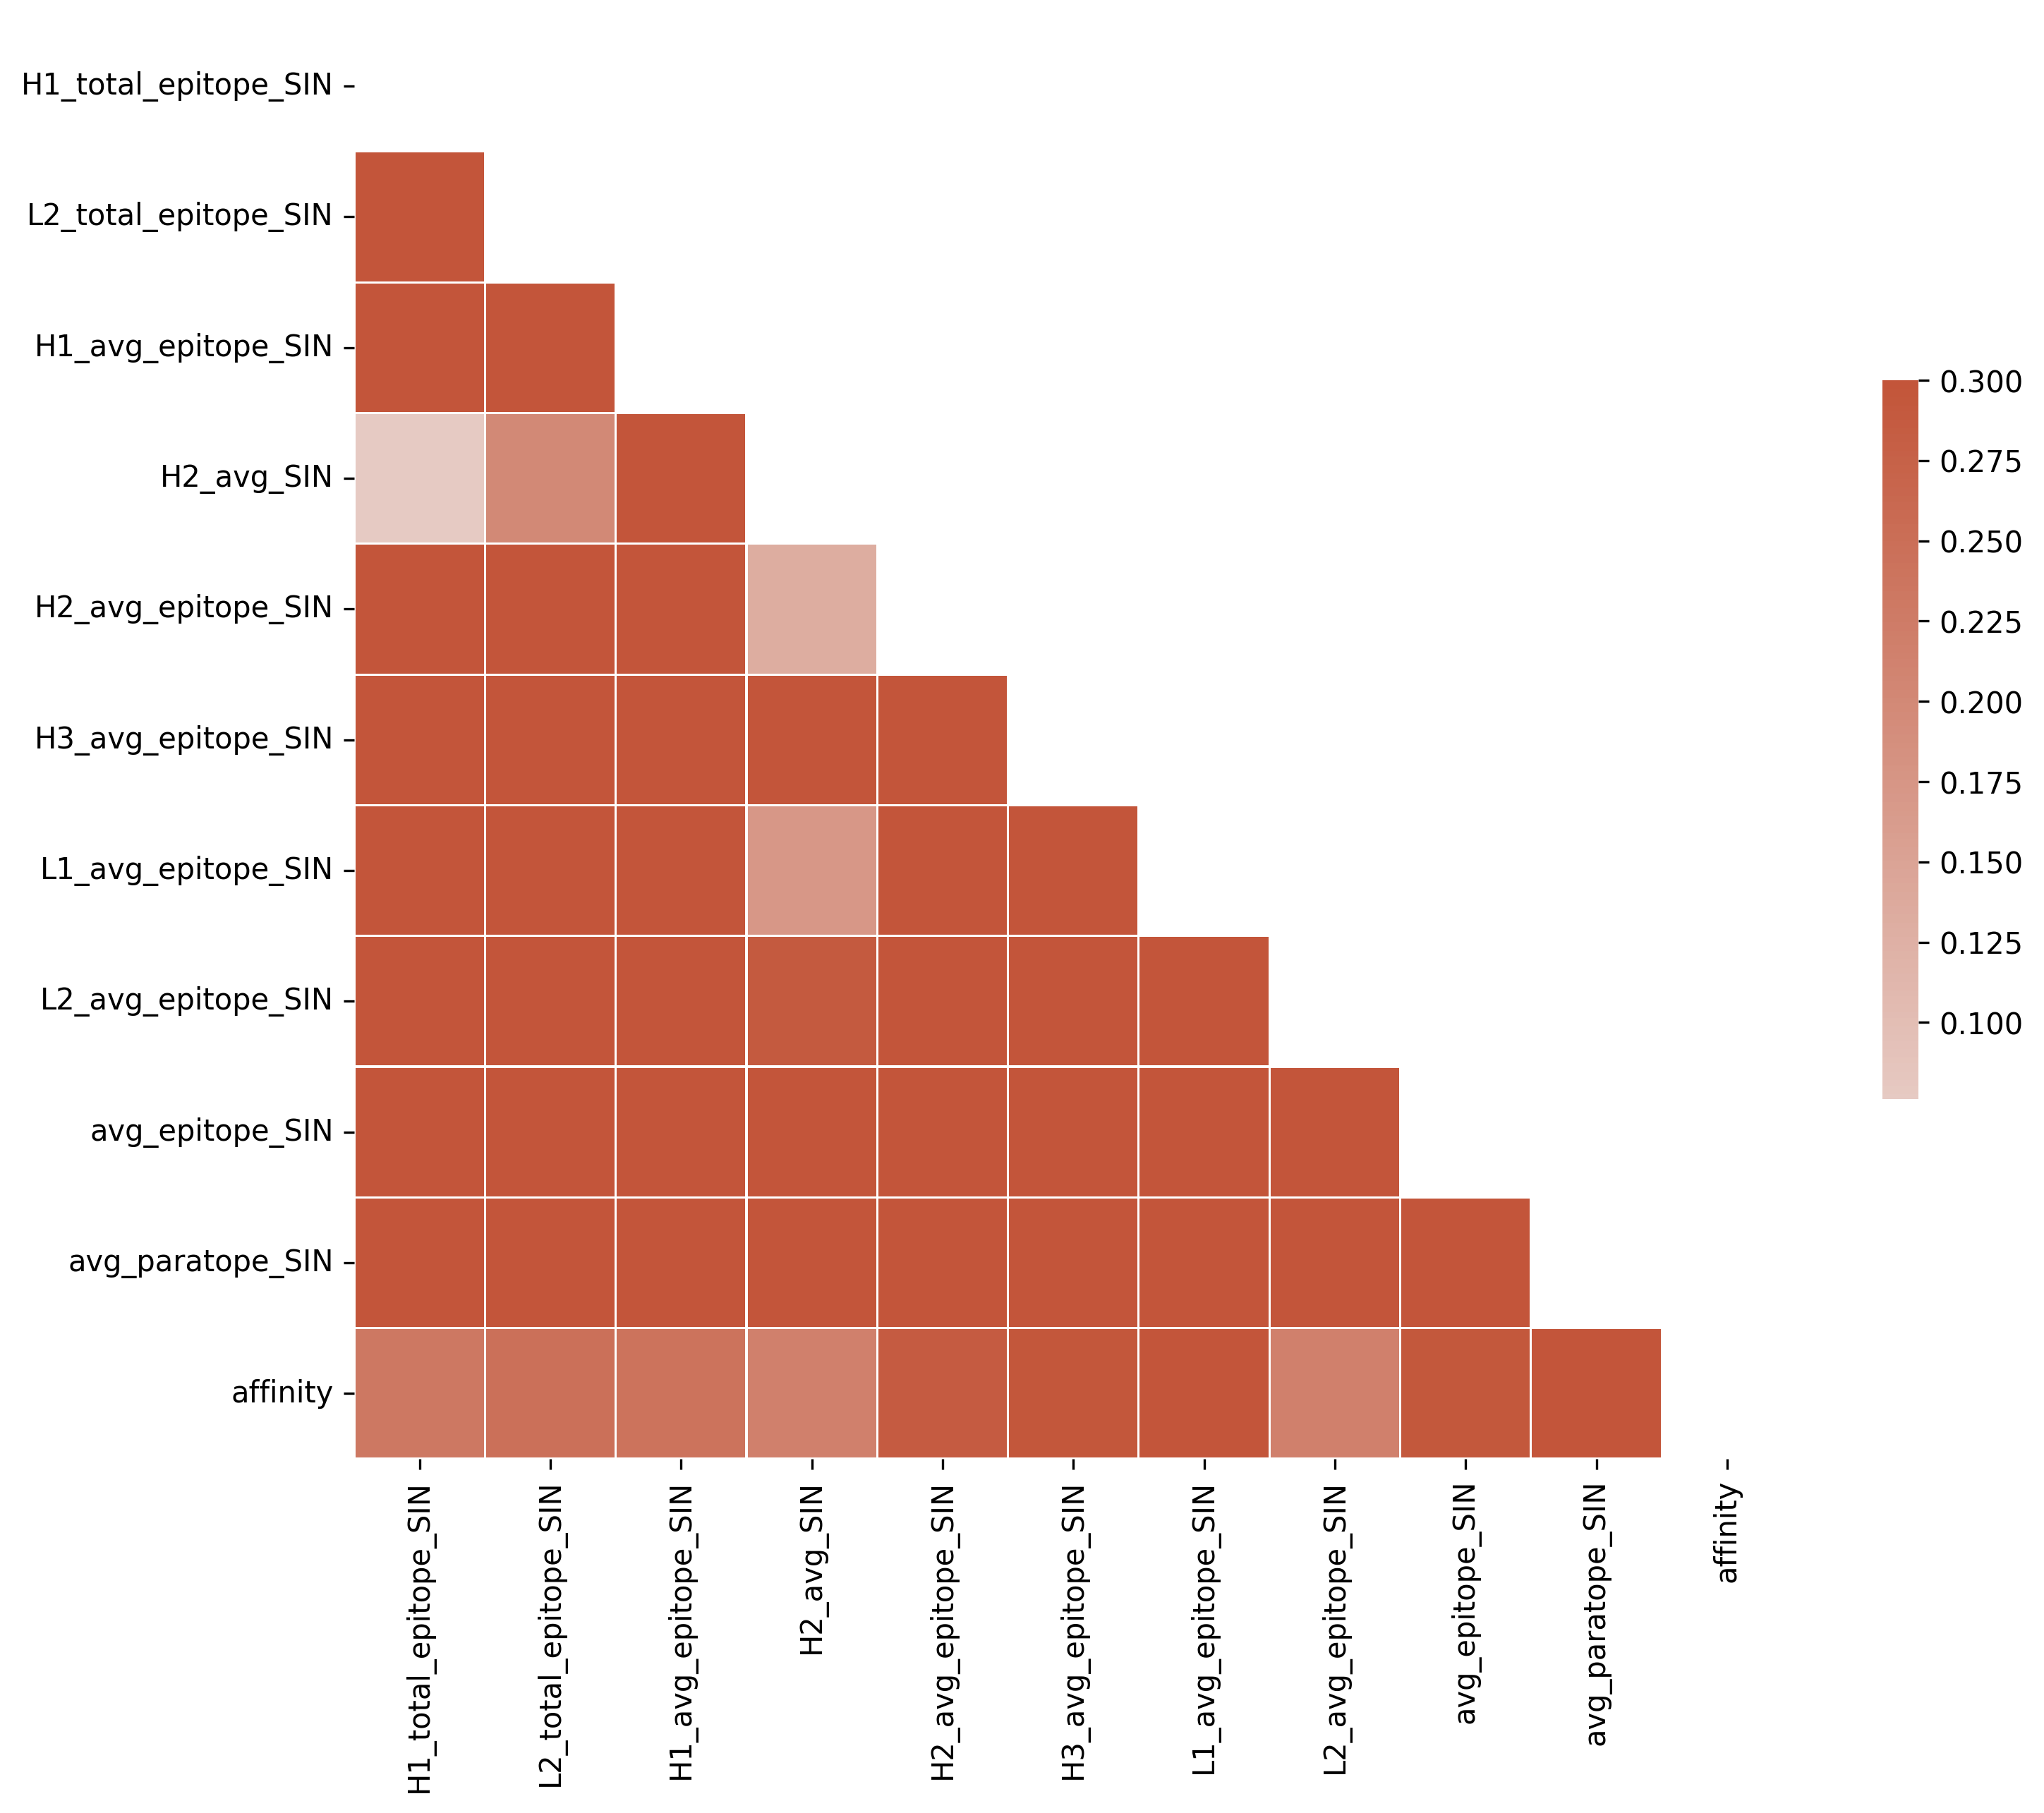 H1_total_epitope_SIN
L2_total_epitope_SIN
H1_avg_epitope_SIN
H2_avg_SIN
H2_avg_epitope_SIN
H3_avg_epitope_SIN
L1_avg_epitope_SIN
L2_avg_epitope_SIN
avg_epitope_SIN
avg_paratope_SIN
affinity
H1_total_epitope_SIN
L2_total_epitope_SIN
H1_avg_epitope_SIN
H2_avg_SIN
H2_avg_epitope_SIN
H3_avg_epitope_SIN
L1_avg_epitope_SIN
L2_avg_epitope_SIN
avg_epitope_SIN
avg_paratope_SIN
affinity
0.300
0.275
0.250
0.225
0.200
0.175
0.150
0.125
0.100